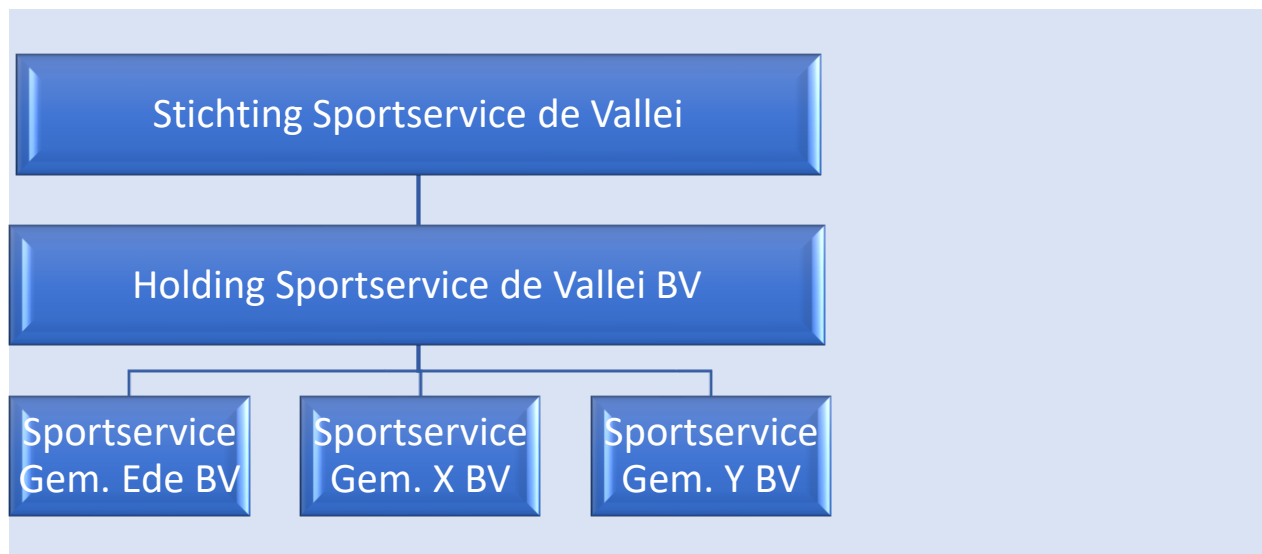 Stichting Sportservice de Vallei
Holding Sportservice de Vallei BV
Sportservice
Gem. Ede BV
Sportservice
Gem. X BV
Sportservice
Gem. Y BV